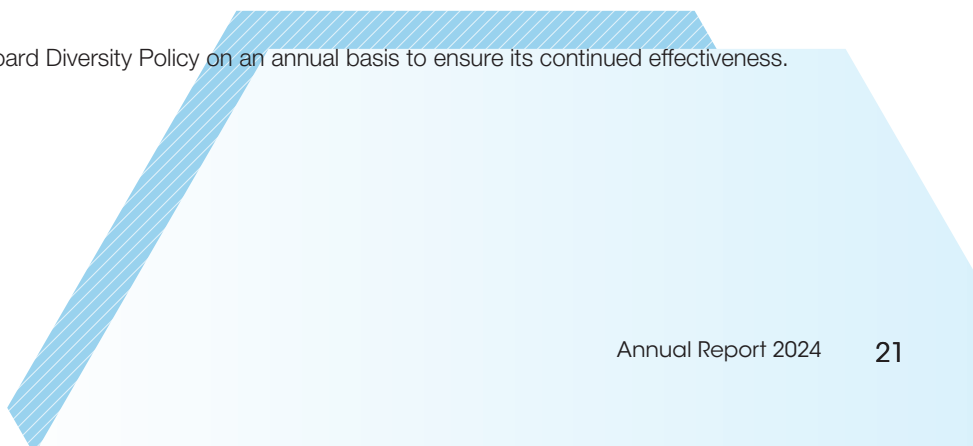 oard Diversity Policy on an annual basis to ensure its continued effectiveness.
Annual Report 2024 21